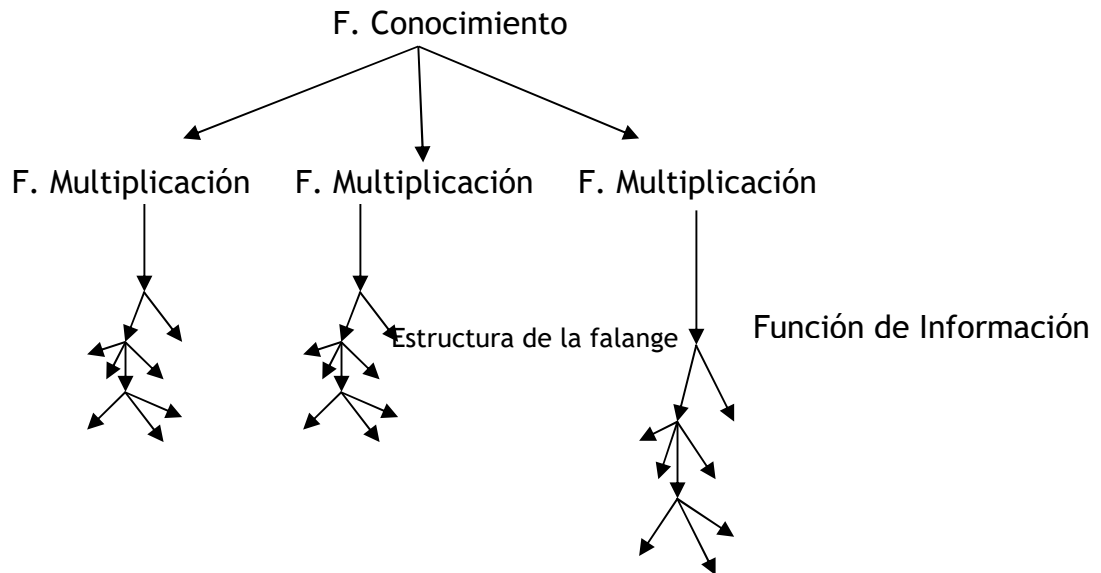 F. Conocimiento
F. Multiplicación F. Multiplicación F. Multiplicación
Estructura de la falange
Función de Información